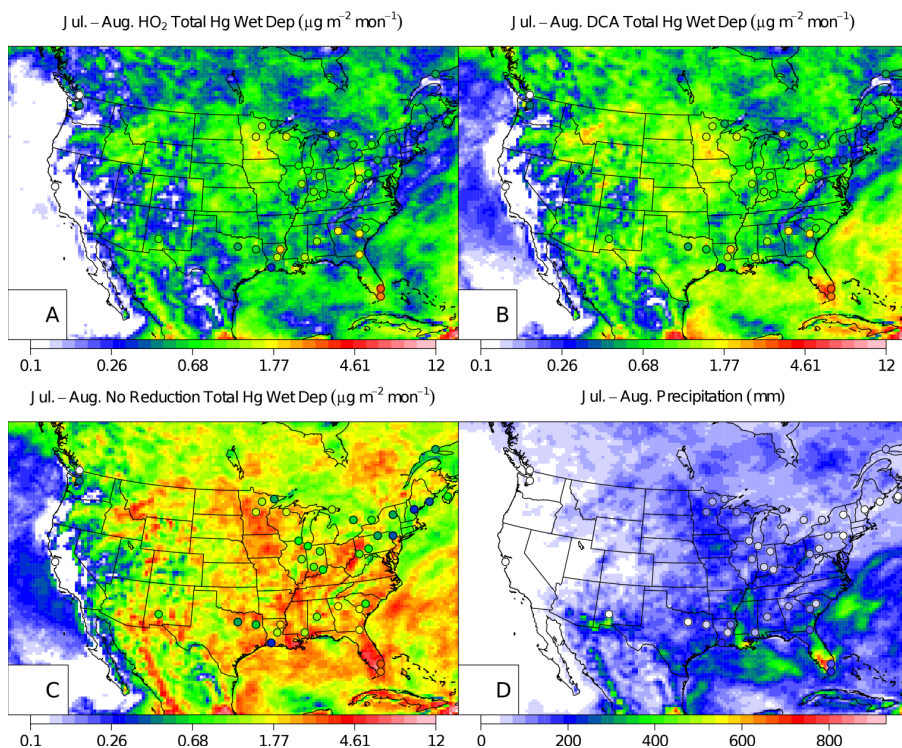 Jul. – Aug. HO₂ Total Hg Wet Dep (μg m⁻² mon⁻¹)
Jul. – Aug. DCA Total Hg Wet Dep (μg m⁻² mon⁻¹)
A
B
0.1 0.26 0.68 1.77 4.61 12
0.1 0.26 0.68 1.77 4.61 12
Jul. – Aug. No Reduction Total Hg Wet Dep (μg m⁻² mon⁻¹)
Jul. – Aug. Precipitation (mm)
C
D
0.1 0.26 0.68 1.77 4.61 12
0 200 400 600 800